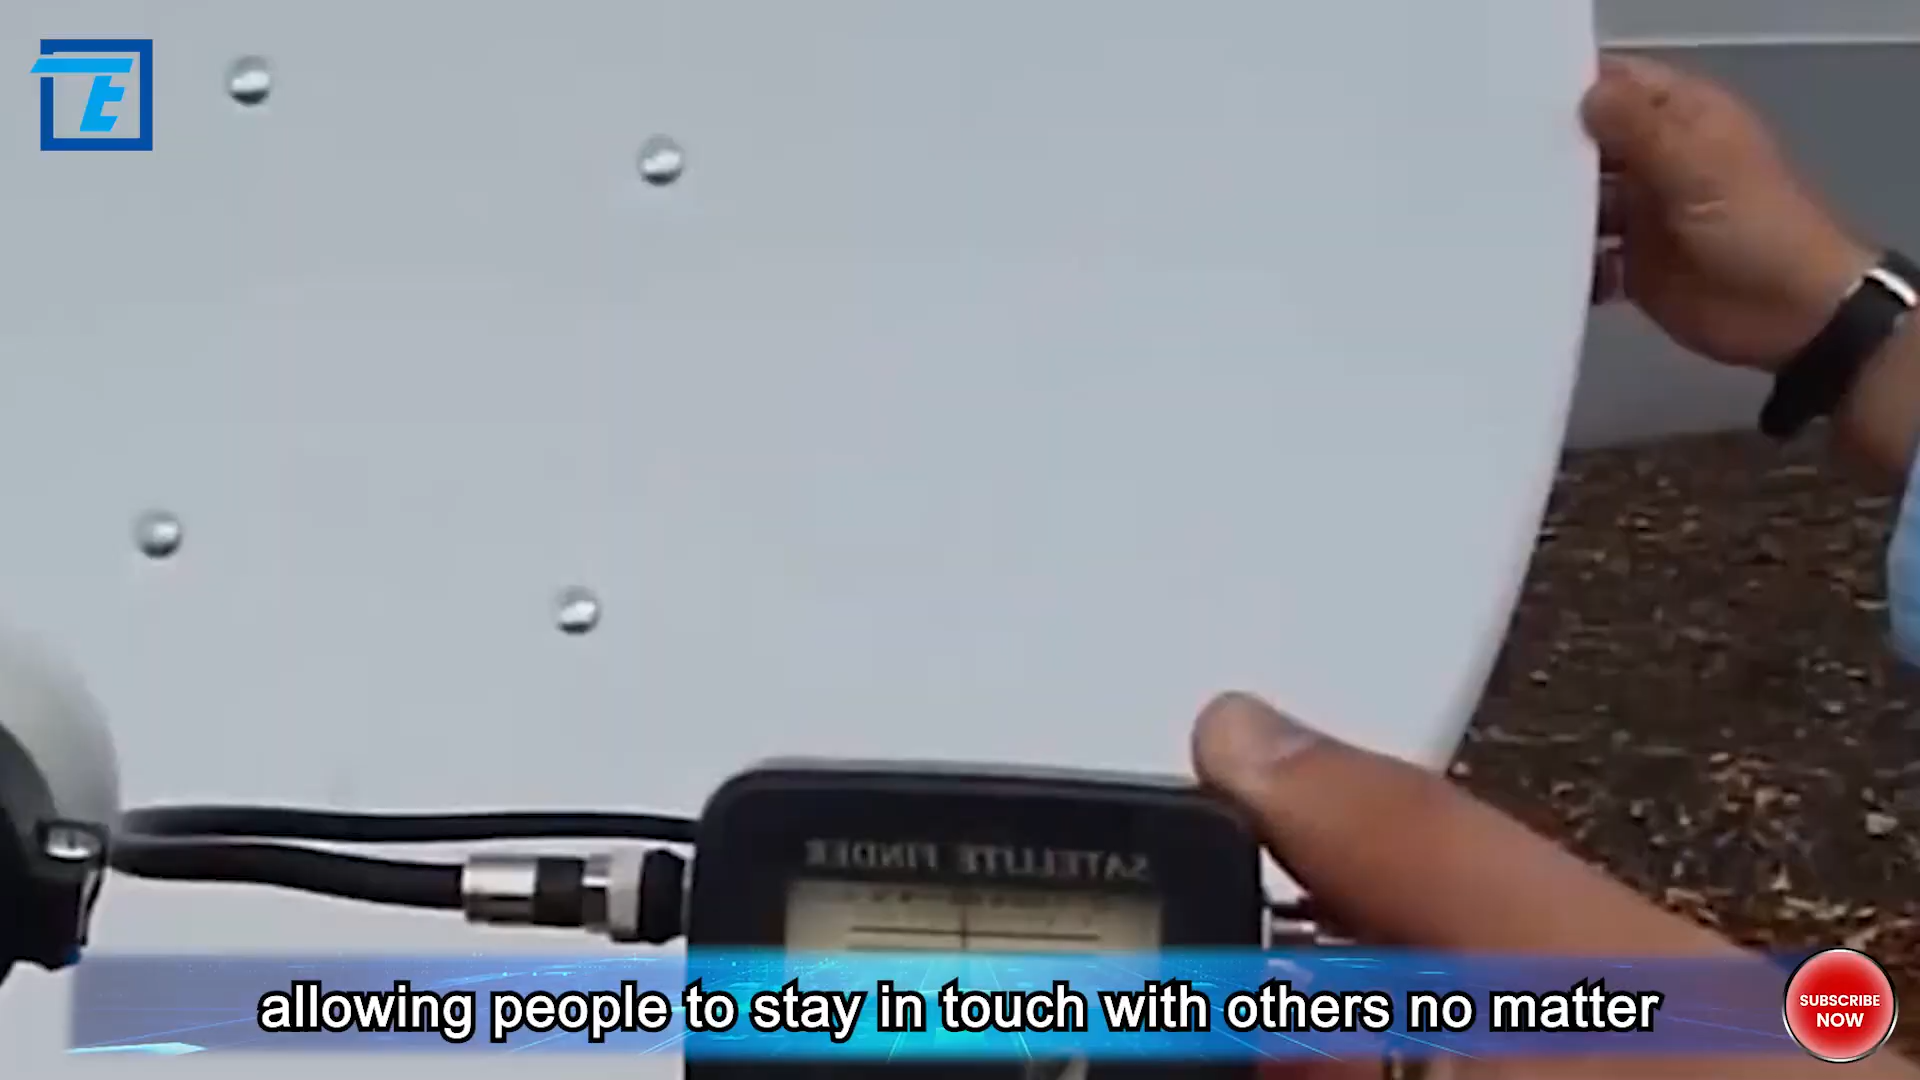 SATELLITE FINDER
allowing people to stay in touch with others no matter
SUBSCRIBE
NOW